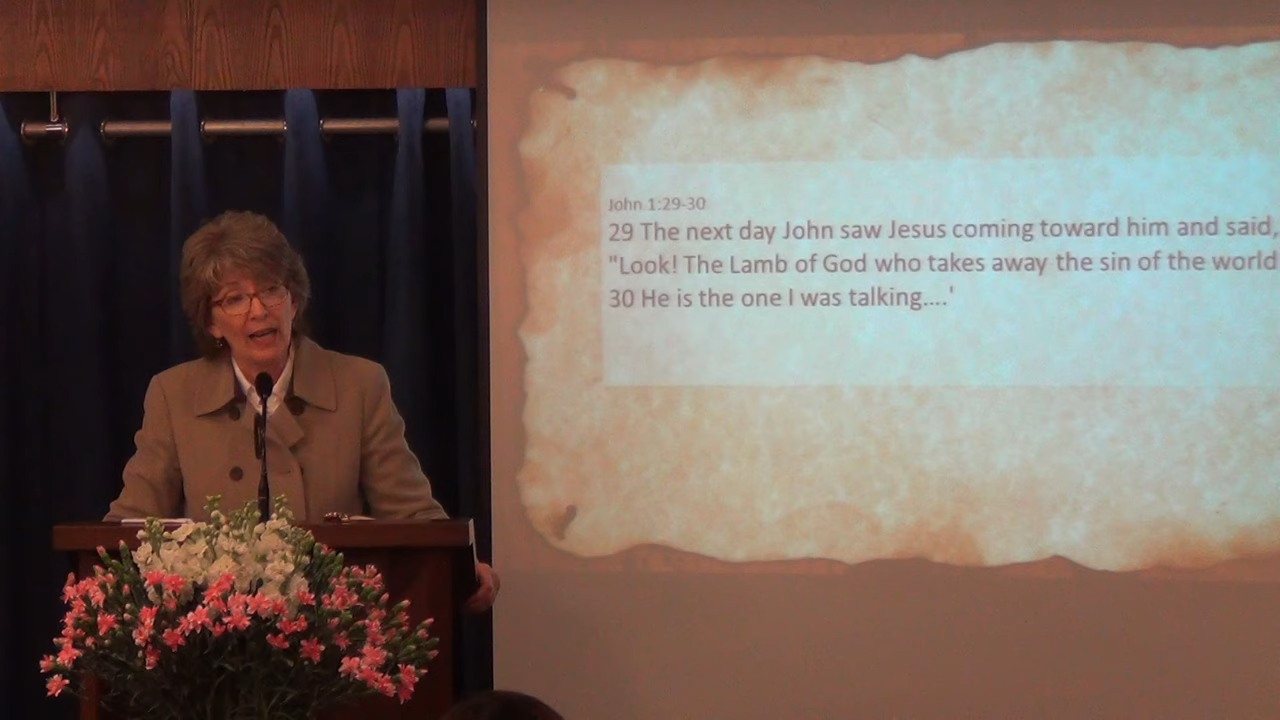 John 1:29-30
29 The next day John saw Jesus coming toward him and said,
"Look! The Lamb of God who takes away the sin of the world
30 He is the one I was talking....'